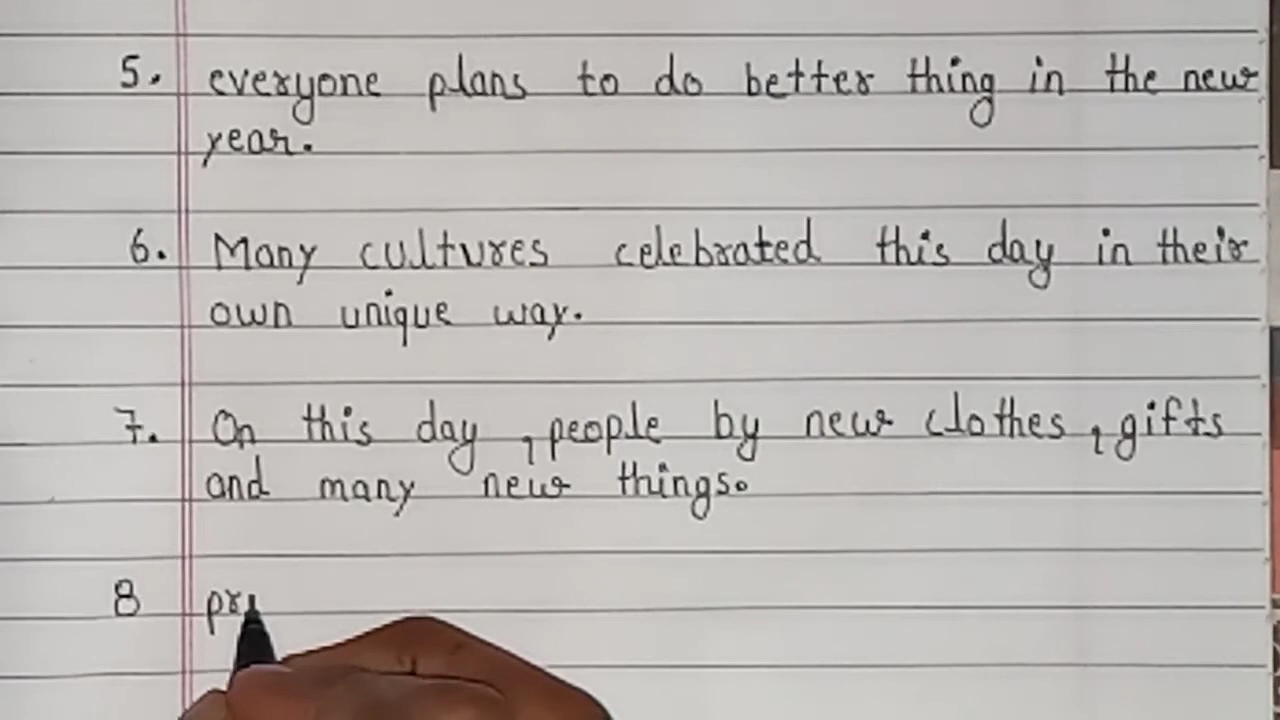 5. everyone plans to do better thing in the new
year.
6. Many cultures celebrated this day in their
own unique way.
7. On this day, people by new clothes, gifts
and many new things.
8 pr